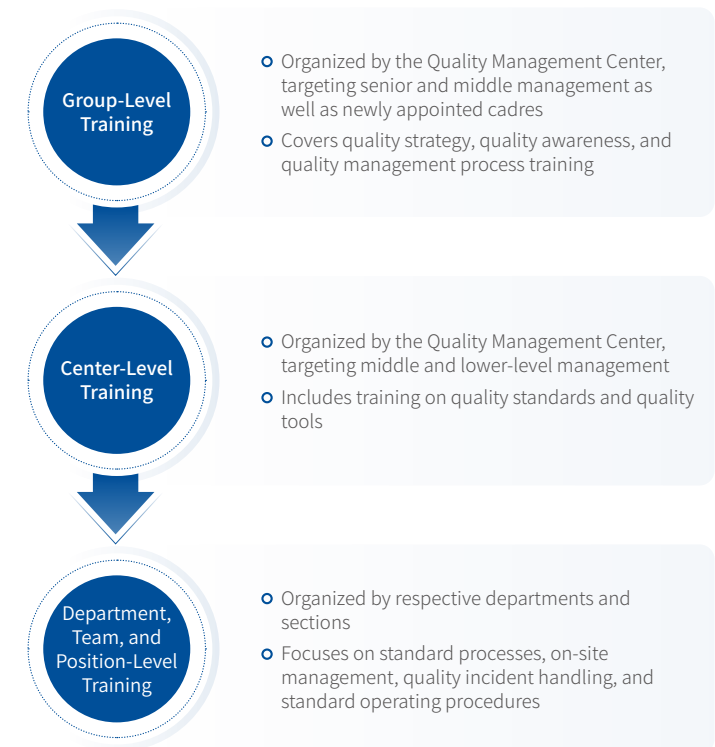 Group-Level
Training
Organized by the Quality Management Center,
targeting senior and middle management as
well as newly appointed cadres
Covers quality strategy, quality awareness, and
quality management process training
Center-Level
Training
Organized by the Quality Management Center,
targeting middle and lower-level management
Includes training on quality standards and quality
tools
Department,
Team, and
Position-Level
Training
Organized by respective departments and
sections
Focuses on standard processes, on-site
management, quality incident handling, and
standard operating procedures